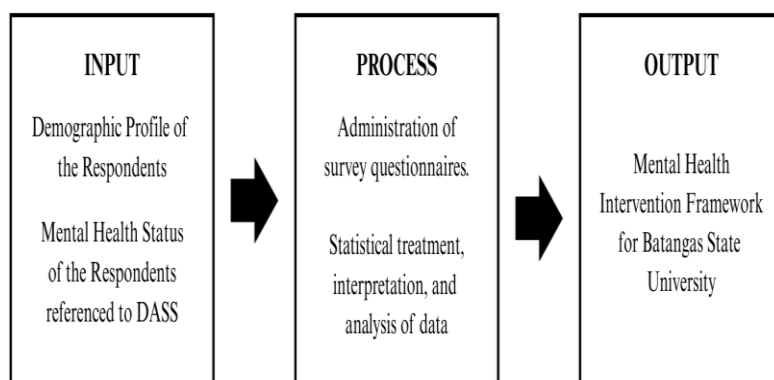 INPUT
Demographic Profile of
the Respondents
Mental Health Status
of the Respondents
referenced to DASS
PROCESS
Administration of
survey questionnaires.
Statistical treatment,
interpretation, and
analysis of data
OUTPUT
Mental Health
Intervention Framework
for Batangas State
University